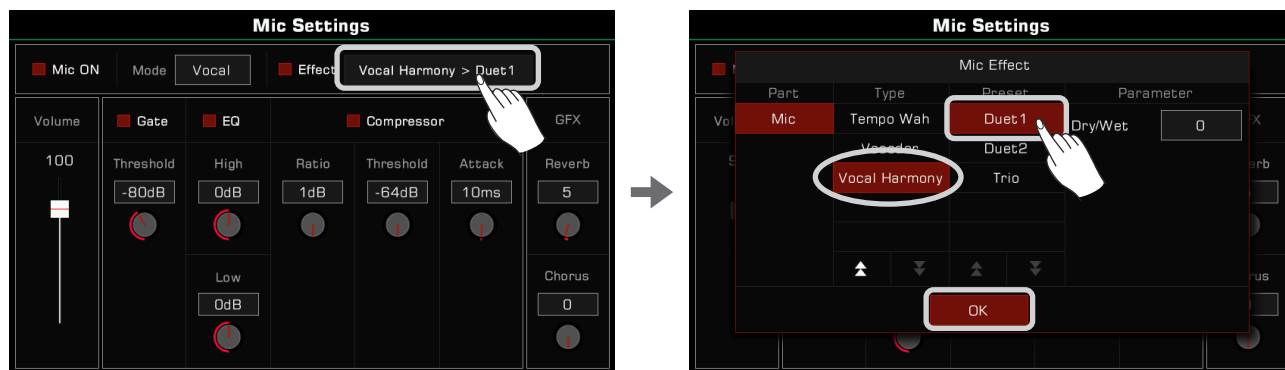 Mic Settings
Mic ON Mode Vocal Effect Vocal Harmony > Duet1
Volume Gate EQ Compressor GFX
100 Threshold High Ratio Threshold Attack Reverb
-80dB 0dB 1dB -64dB 10ms 5
Low Chorus
0dB 0
Mic Settings
Mic Effect
Part Type Preset Parameter
Mic Tempo Wah Duet1 Dry/Wet 0
Vocoder Duet2
Vocal Harmony Trio
OK